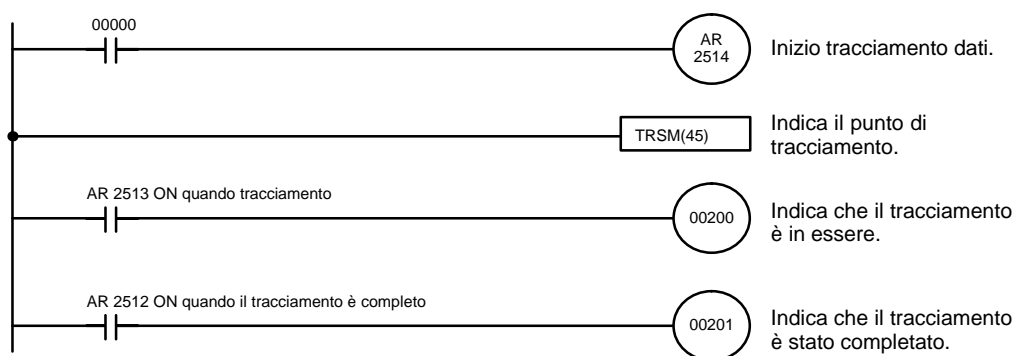 00000
AR
2514
Inizio tracciamento dati.
TRSM(45)
Indica il punto di
tracciamento.
AR 2513 ON quando tracciamento
00200
Indica che il tracciamento
è in essere.
AR 2512 ON quando il tracciamento è completo
00201
Indica che il tracciamento
è stato completato.